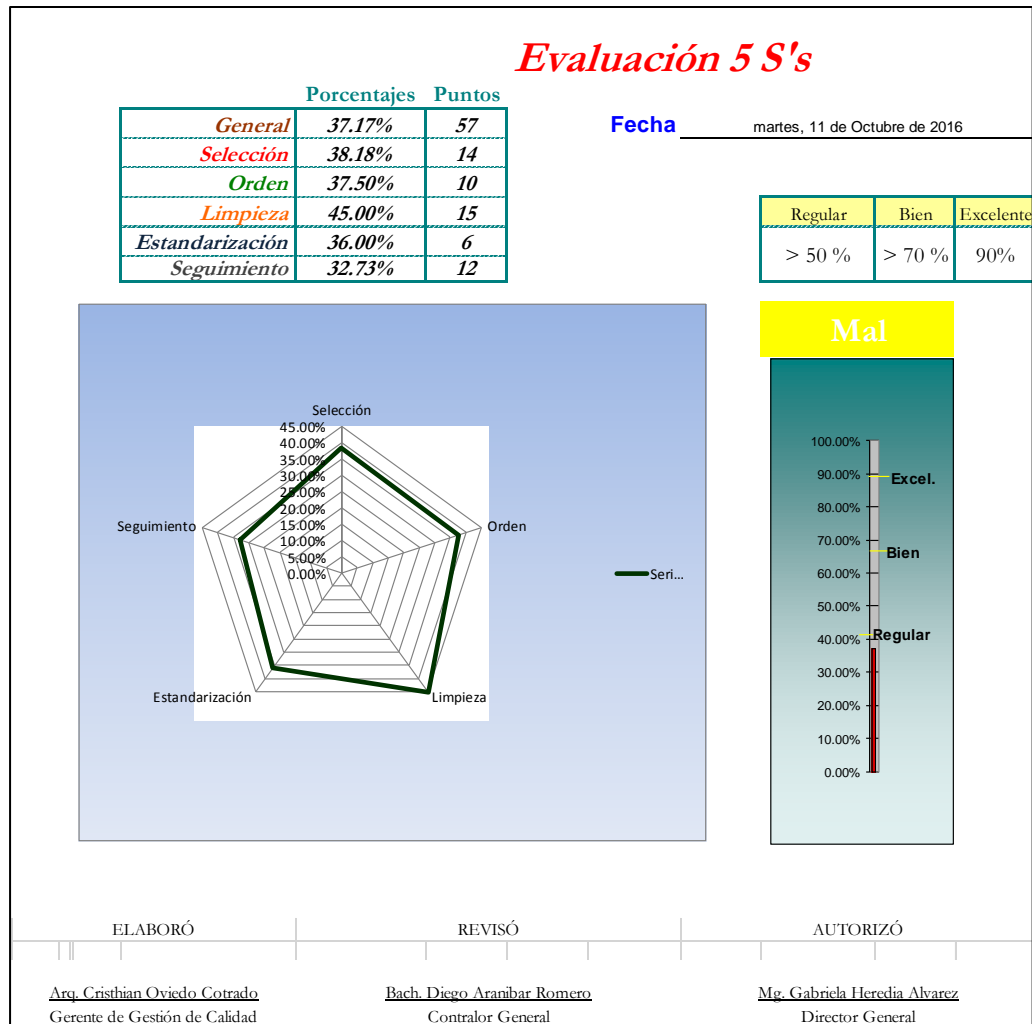 Evaluación 5 S's
Porcentajes Puntos
General 37.17% 57
Selección 38.18% 14
Orden 37.50% 10
Limpieza 45.00% 15
Estandarización 36.00% 6
Seguimiento 32.73% 12
Fecha martes, 11 de Octubre de 2016
Regular Bien Excelente
> 50 % > 70 % 90%
Mal
Selección
45.00%
40.00%
35.00%
30.00%
25.00%
20.00%
15.00%
10.00%
5.00%
0.00%
Seguimiento
Orden
Estandarización
Limpieza
Seri...
100.00%
90.00%
80.00%
70.00%
60.00%
50.00%
40.00%
30.00%
20.00%
10.00%
0.00%
Excel.
Bien
Regular
ELABORÓ REVISÓ AUTORIZÓ
Arq. Cristhian Oviedo Cotrado Bach. Diego Aranibar Romero Mg. Gabriela Heredia Alvarez
Gerente de Gestión de Calidad Contralor General Director General